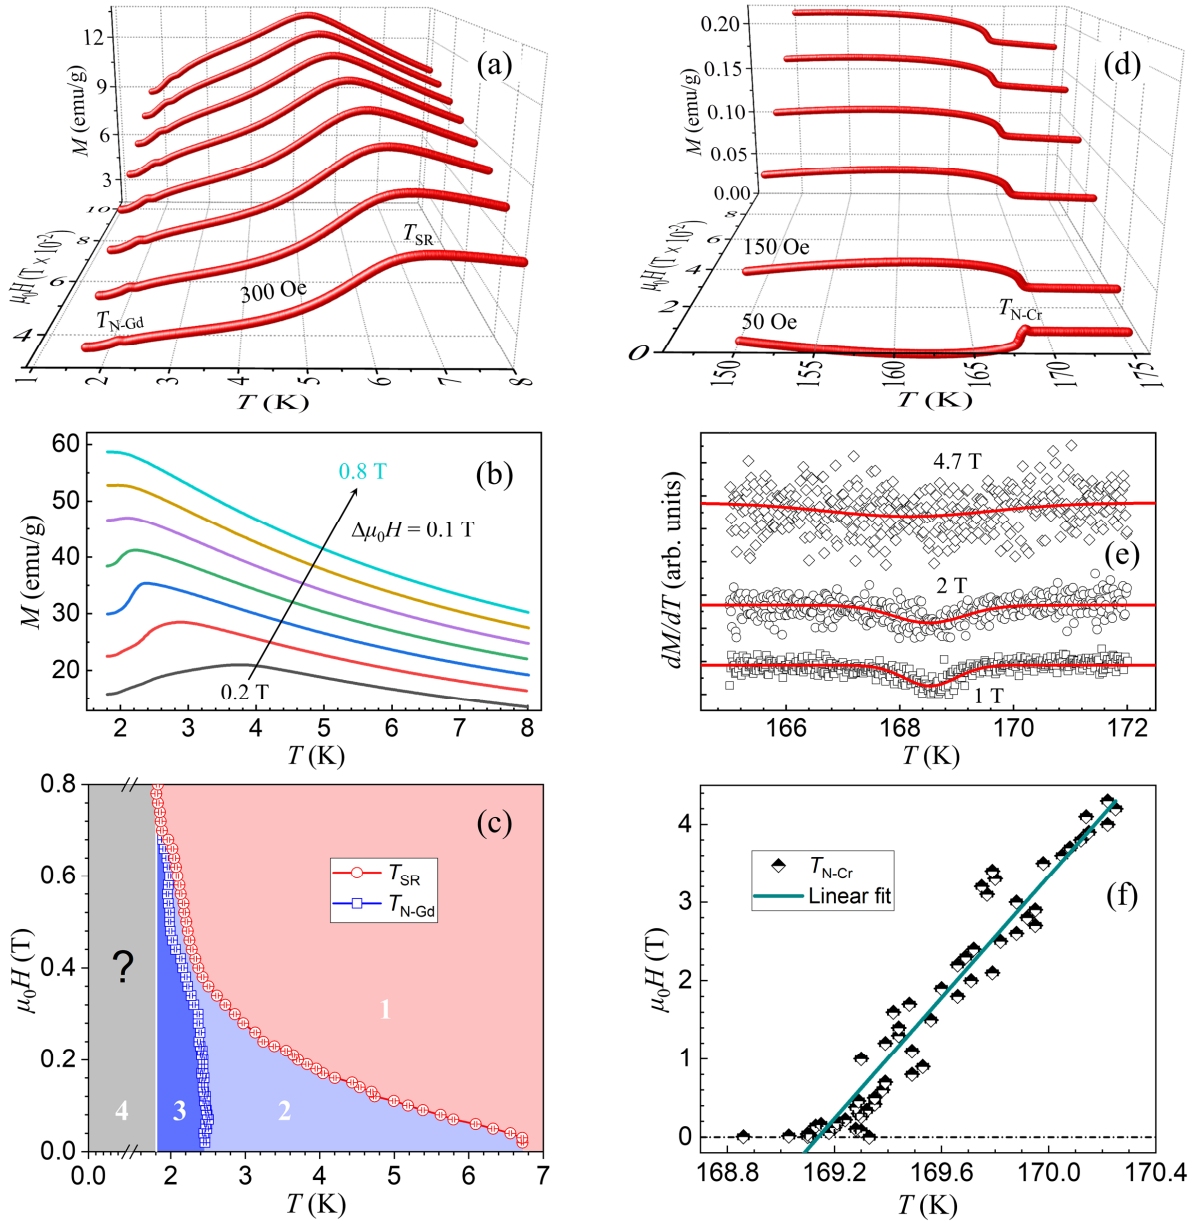 (a)
12
9
6
3
M (emu/g)
10
8
6
4
μ₀H (T × 10⁻²)
T_SR
300 Oe
T_N-Gd
1 2 3 4 5 6 7 8
T (K)
(d)
0.20
0.15
0.10
0.05
0.00
M (emu/g)
8
6
4
2
0
μ₀H (T × 10⁻²)
150 Oe
T_N-Cr
50 Oe
150 155 160 165 170 175
T (K)
(b)
60
50
40
30
20
M (emu/g)
0.8 T
Δμ₀H = 0.1 T
0.2 T
2 3 4 5 6 7 8
T (K)
(e)
dM/dT (arb. units)
4.7 T
2 T
1 T
166 168 170 172
T (K)
(c)
0.8
0.6
0.4
0.2
0.0
μ₀H (T)
T_SR
T_N-Gd
?
1
4 3 2
0.0 2 3 4 5 6 7
T (K)
(f)
4
3
2
1
0
μ₀H (T)
T_N-Cr
Linear fit
168.8 169.2 169.6 170.0 170.4
T (K)